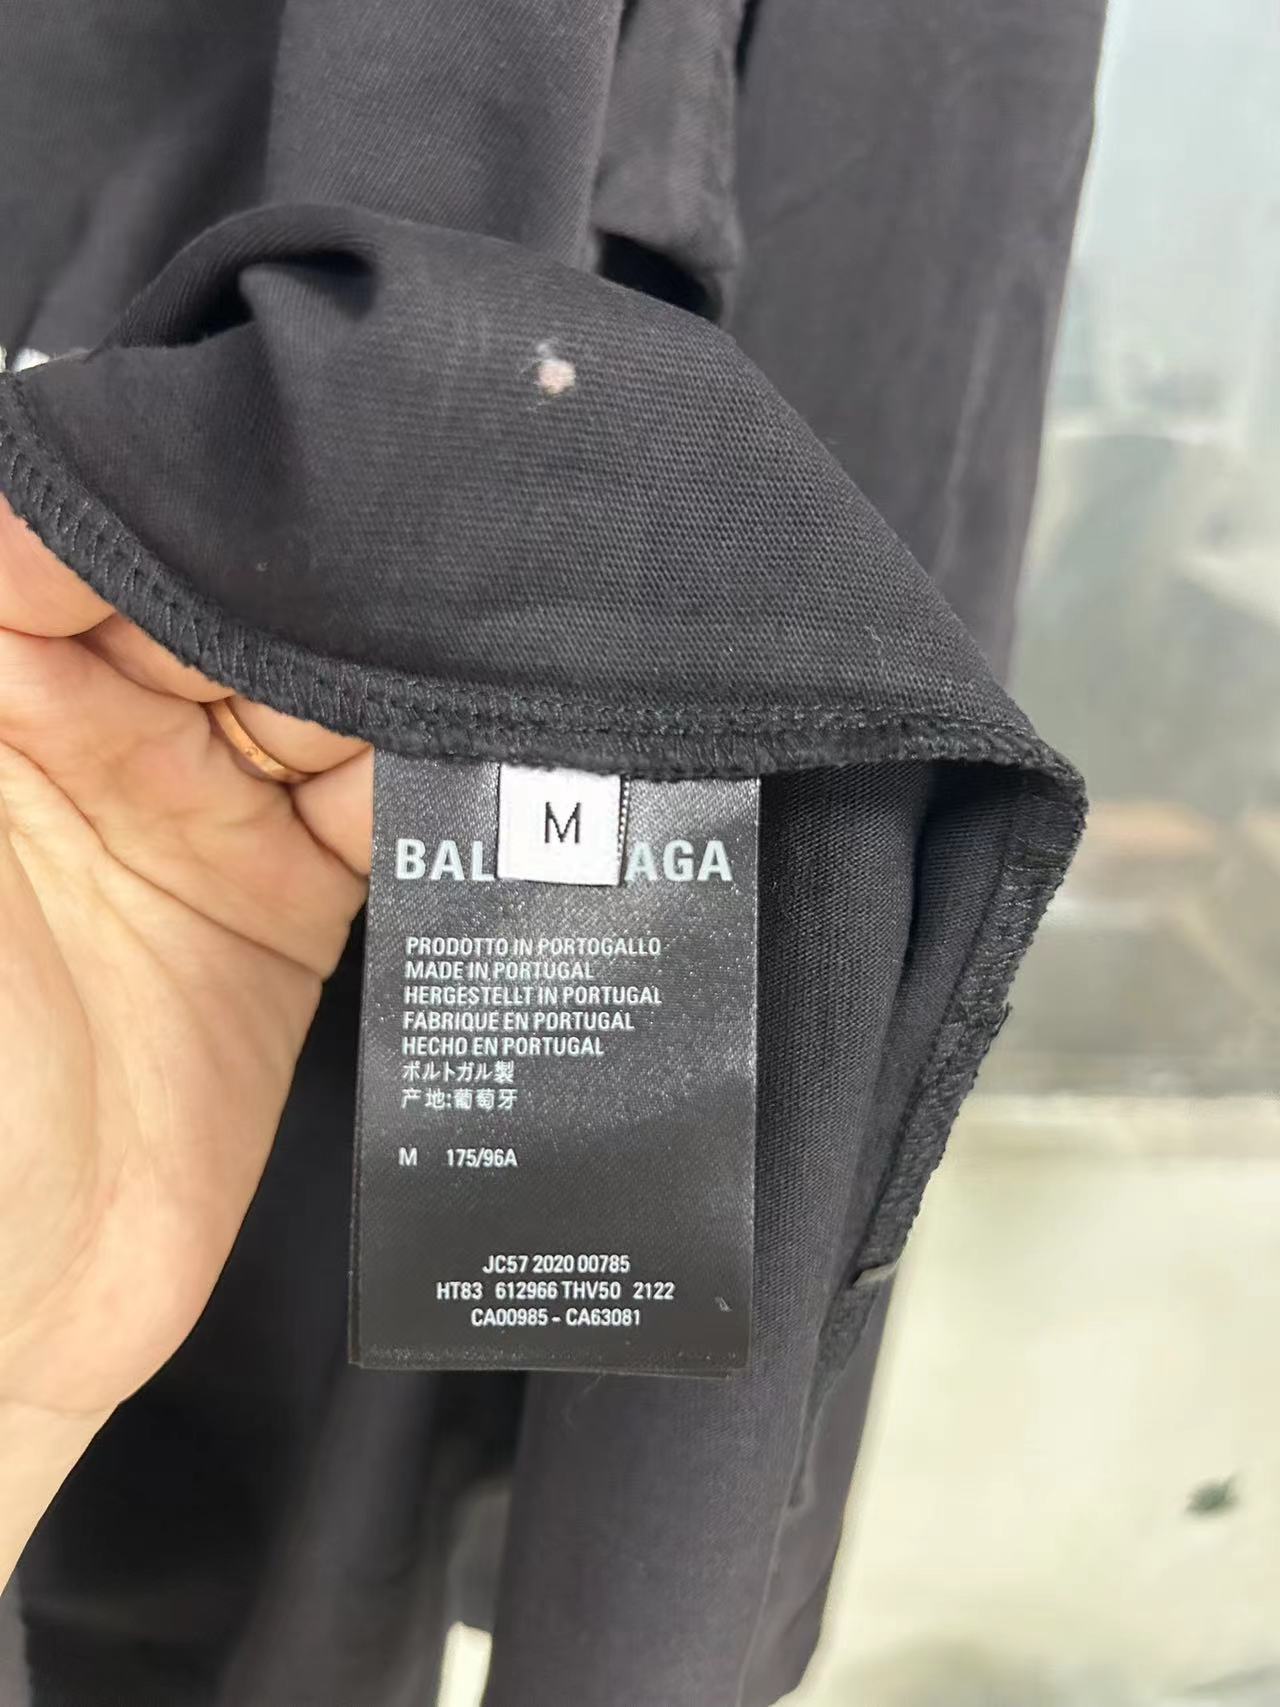 M
BAL AGA
PRODOTTO IN PORTOGALLO
MADE IN PORTUGAL
HERGESTELLT IN PORTUGAL
FABRIQUE EN PORTUGAL
HECHO EN PORTUGAL
ポルトガル製
产地:葡萄牙
M 175/96A
JC57 2020 00785
HT83 612966 THV50 2122
CA00985 - CA63081